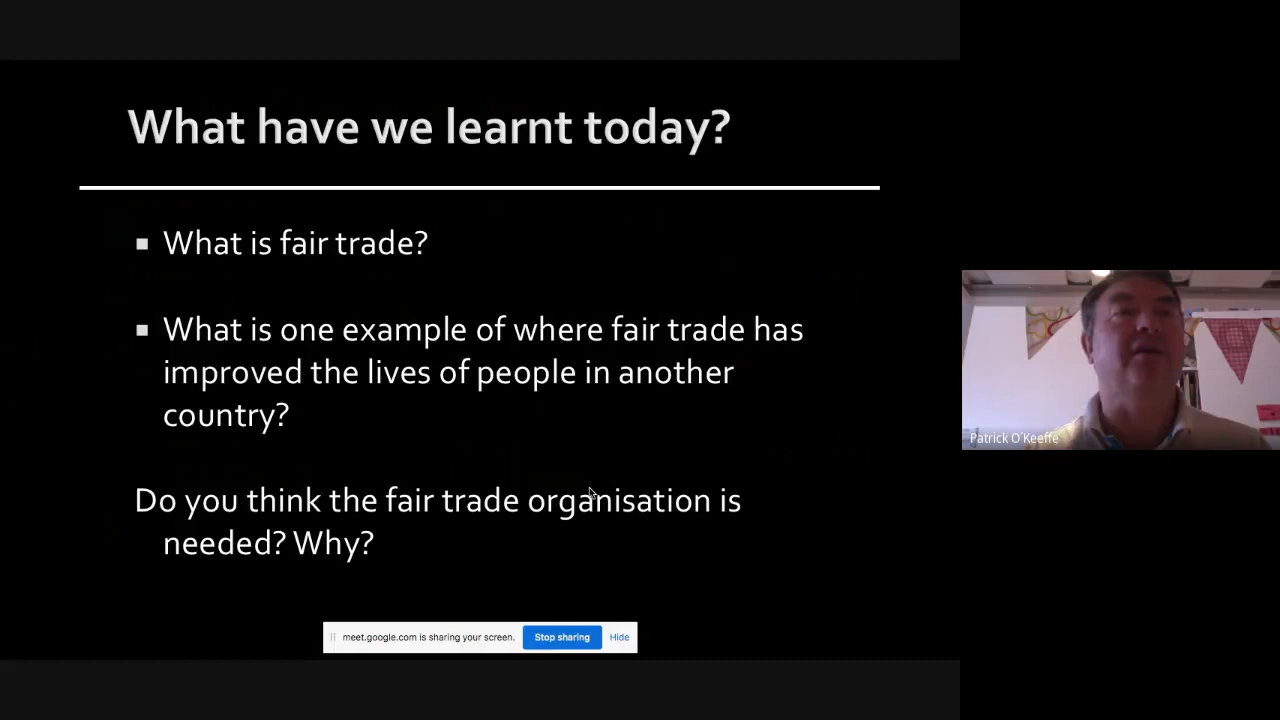 What have we learnt today?
▪ What is fair trade?
▪ What is one example of where fair trade has
improved the lives of people in another
country?
Do you think the fair trade organisation is
needed? Why?
Patrick O'Keeffe
meet.google.com is sharing your screen. Stop sharing Hide